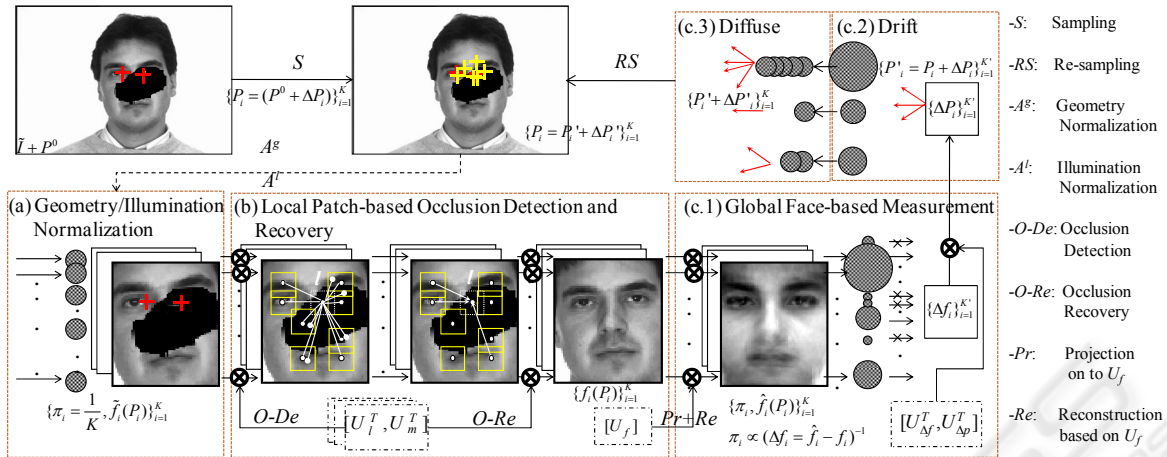 (c.3) Diffuse
(c.2) Drift
S
RS
{P_i = (P^0 + ΔP_i)}_{i=1}^K
{P_i = P_i' + ΔP_i'}_{i=1}^K
Ĩ + P^0
A^g
A^l
{P_i' + ΔP'_i}_{i=1}^K
{P'_i = P_i + ΔP_i}_{i=1}^{K'}
{ΔP_i}_{i=1}^{K'}
-S: Sampling
-RS: Re-sampling
-A^g: Geometry
Normalization
-A^l: Illumination
Normalization
-O-De: Occlusion
Detection
-O-Re: Occlusion
Recovery
-Pr: Projection
on to U_f
-Re: Reconstruction
based on U_f
(a) Geometry/Illumination
Normalization
(b) Local Patch-based Occlusion Detection and
Recovery
(c.1) Global Face-based Measurement
{π_i = 1/K, f̃_i(P_i)}_{i=1}^K
O-De
[U_l^T, U_m^T]
O-Re
{f_i(P_i)}_{i=1}^K
[U_f]
Pr+Re
{π_i, f̂_i(P_i)}_{i=1}^K
π_i ∝ (Δf_i = f̂_i − f_i)^{-1}
{Δf_i}_{i=1}^{K'}
[U_{Δf}^T, U_{Δp}^T]